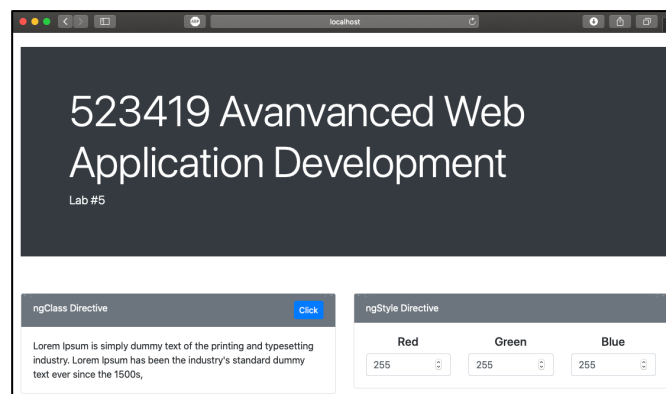 localhost
523419 Avanvanced Web
Application Development
Lab #5
ngClass Directive
Click
Lorem Ipsum is simply dummy text of the printing and typesetting
industry. Lorem Ipsum has been the industry's standard dummy
text ever since the 1500s,
ngStyle Directive
Red Green Blue
255 255 255